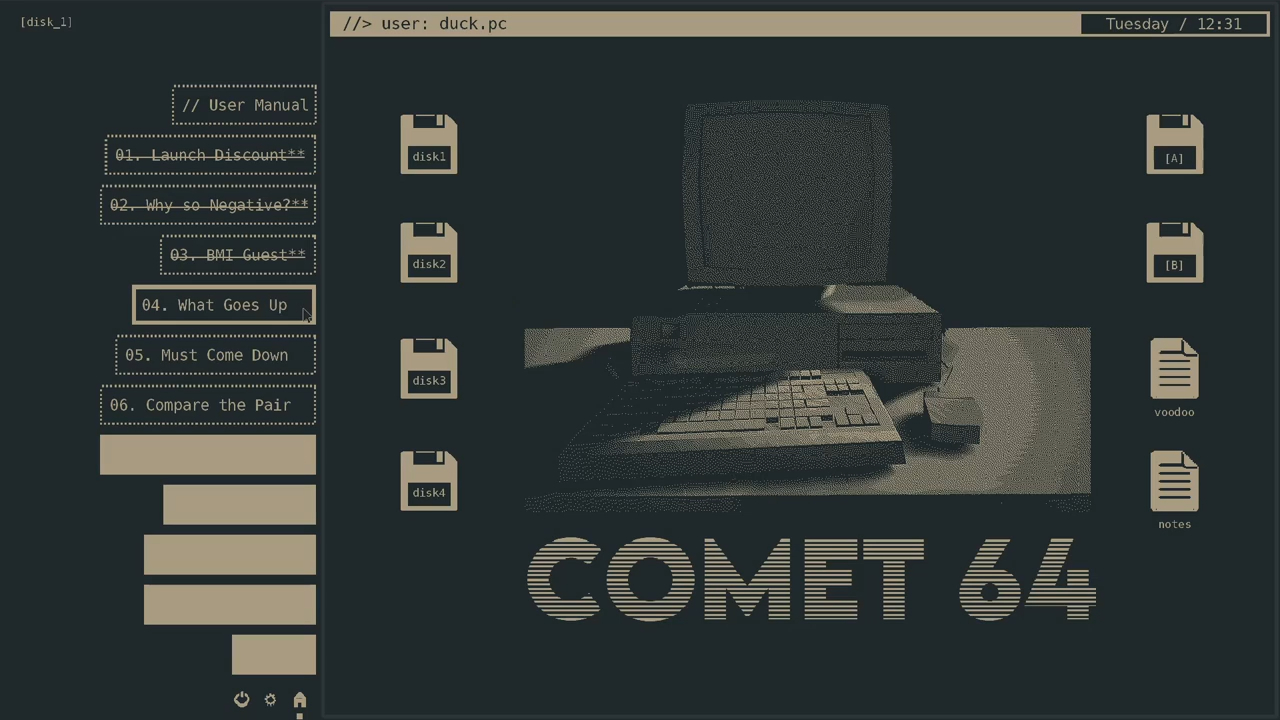 [disk_1]
//> user: duck.pc
Tuesday / 12:31
// User Manual
01. Launch Discount**
02. Why so Negative?**
03. BMI Guest**
04. What Goes Up
05. Must Come Down
06. Compare the Pair
disk1
disk2
disk3
disk4
[A]
[B]
voodoo
notes
COMET 64